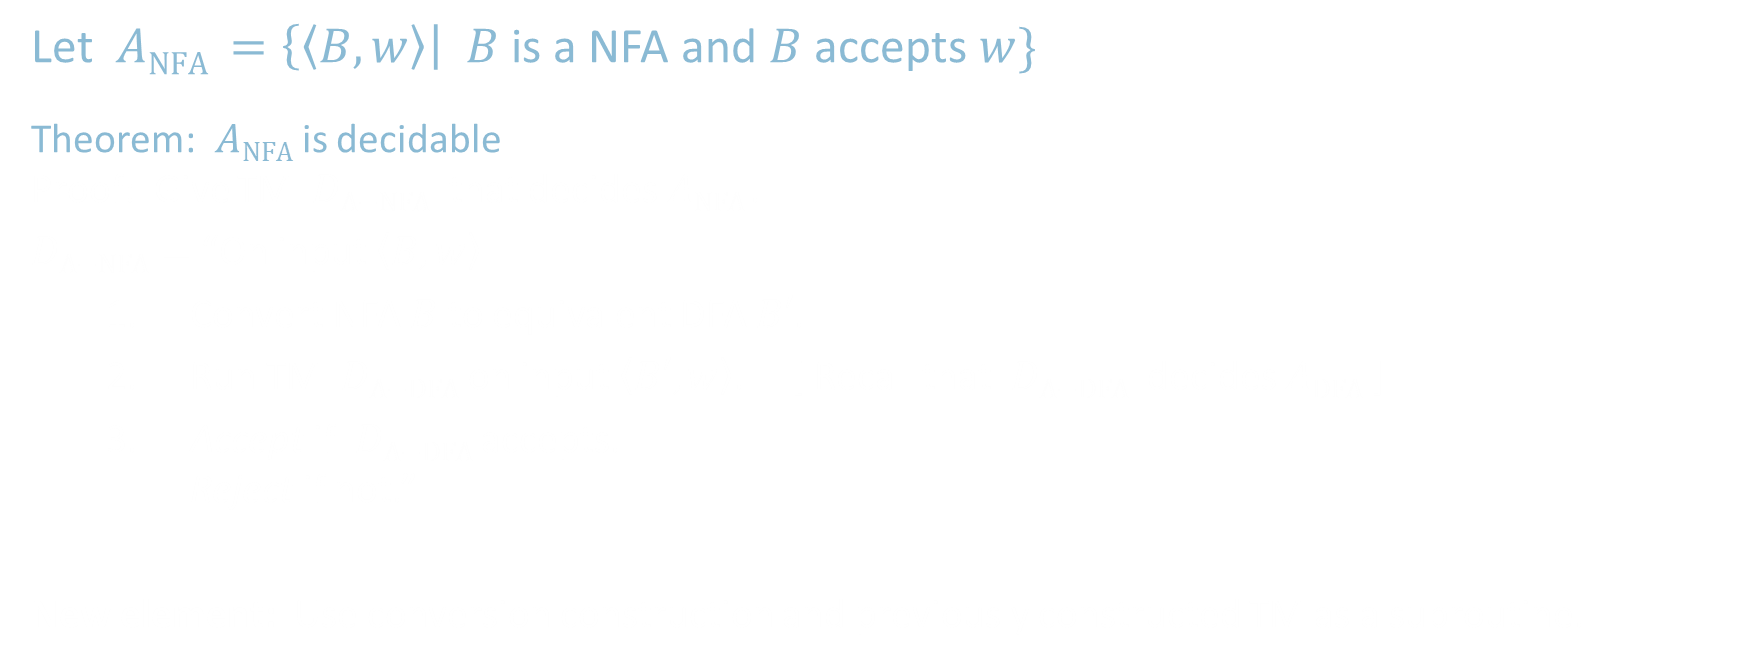 Let A_NFA = {⟨B, w⟩| B is a NFA and B accepts w}
Theorem: A_NFA is decidable